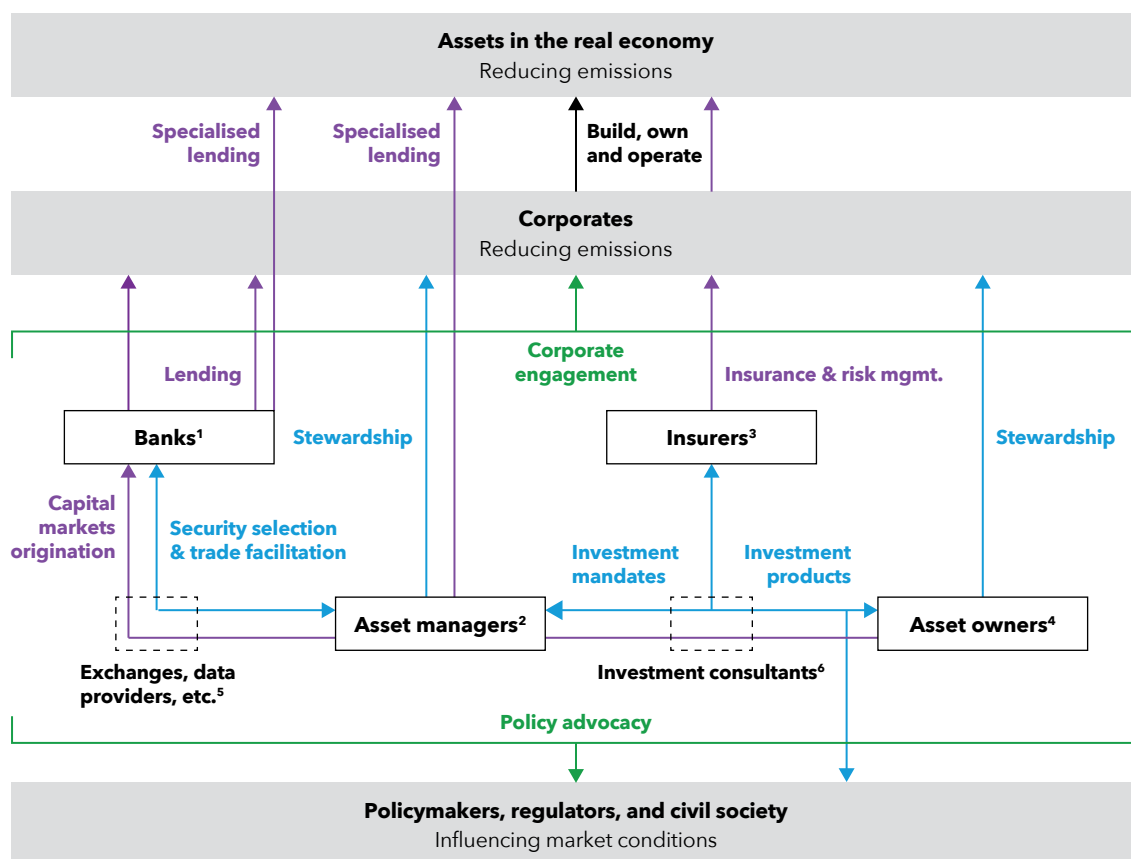 Assets in the real economy
Reducing emissions
Specialised
lending
Specialised
lending
Build, own
and operate
Corporates
Reducing emissions
Corporate
engagement
Lending
Insurance & risk mgmt.
Banks¹
Stewardship
Insurers³
Stewardship
Capital
markets
origination
Security selection
& trade facilitation
Investment
mandates
Investment
products
Asset managers²
Asset owners⁴
Exchanges, data
providers, etc.⁵
Investment consultants⁶
Policy advocacy
Policymakers, regulators, and civil society
Influencing market conditions